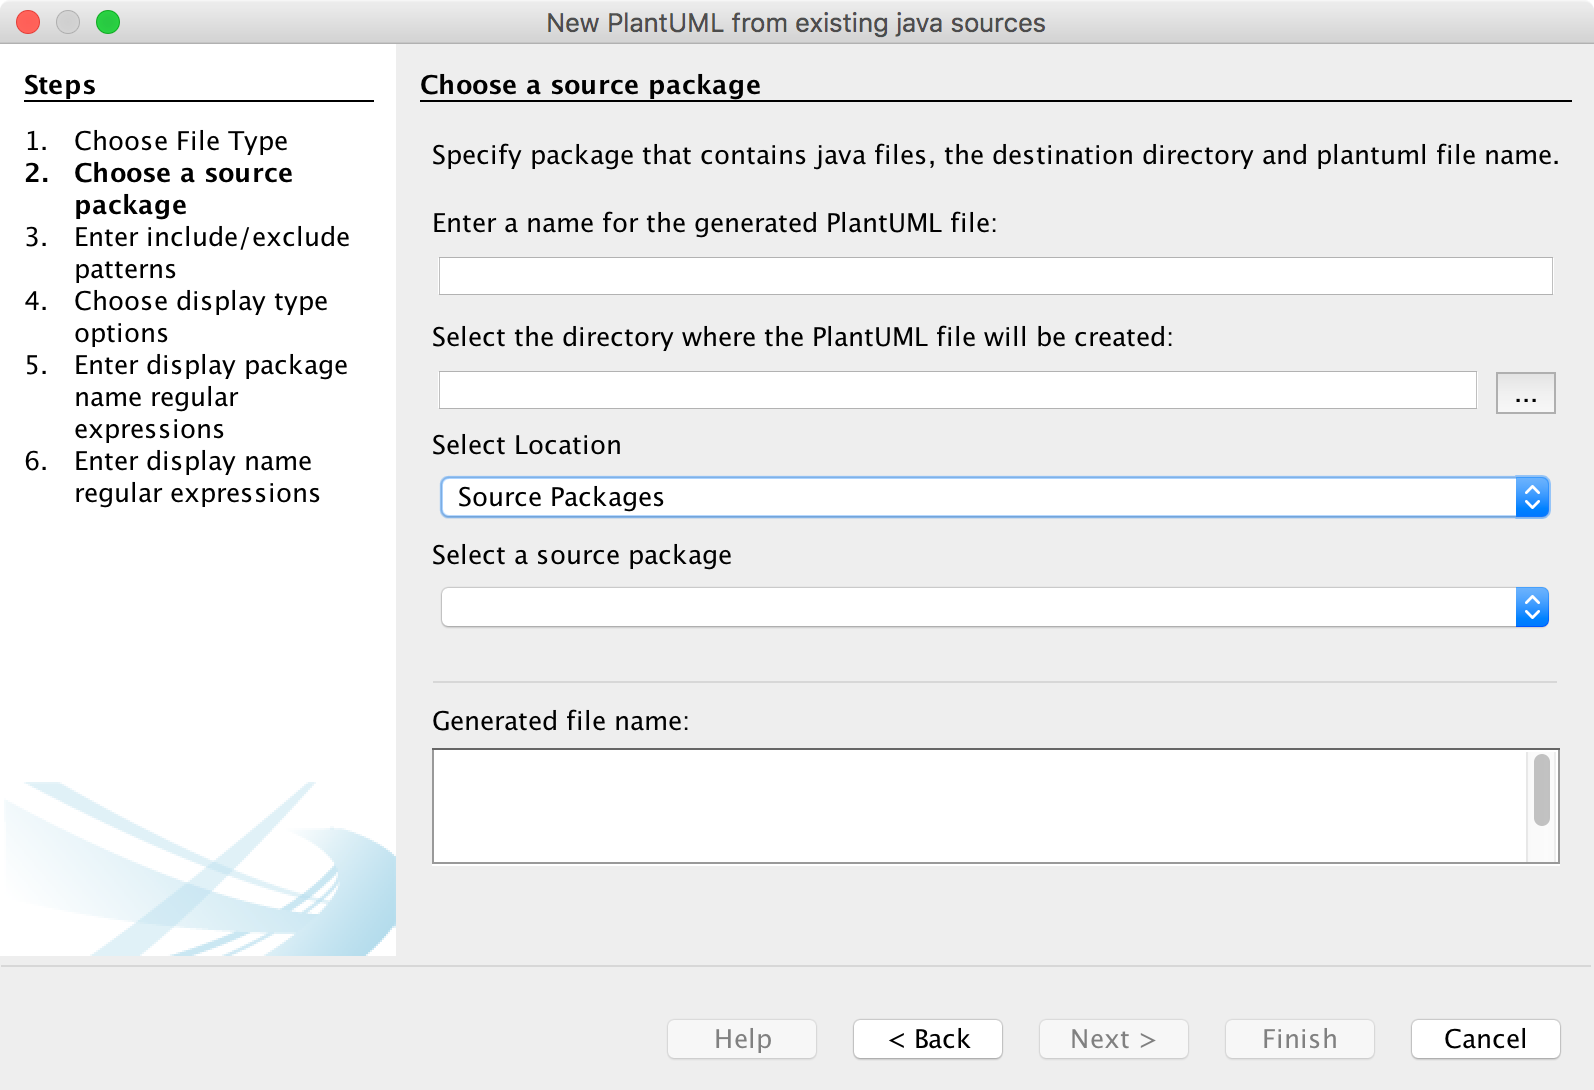 New PlantUML from existing java sources
Steps
1. Choose File Type
2. Choose a source
package
3. Enter include/exclude
patterns
4. Choose display type
options
5. Enter display package
name regular
expressions
6. Enter display name
regular expressions
Choose a source package
Specify package that contains java files, the destination directory and plantuml file name.
Enter a name for the generated PlantUML file:
Select the directory where the PlantUML file will be created:
...
Select Location
Source Packages
Select a source package
Generated file name:
Help
< Back
Next >
Finish
Cancel